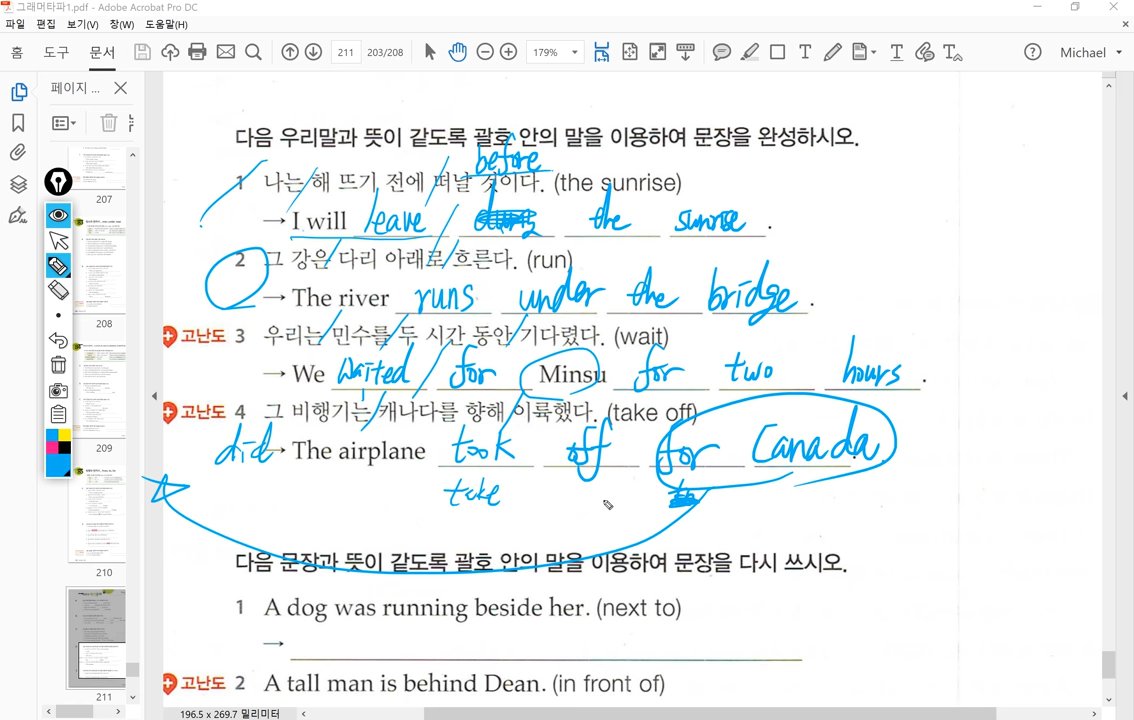 그래머타파1.pdf - Adobe Acrobat Pro DC
파일 편집 보기(V) 창(W) 도움말(H)
홈 도구 문서 211 203/208 179% Michael
페이지 ...
207
208
209
210
211
다음 우리말과 뜻이 같도록 괄호 안의 말을 이용하여 문장을 완성하시오.
before
1 나는 해 뜨기 전에 떠날 것이다. (the sunrise)
→ I will leave the sunrise .
2 그 강은 다리 아래로 흐른다. (run)
→ The river runs under the bridge .
고난도 3 우리는 민수를 두 시간 동안 기다렸다. (wait)
→ We waited for Minsu for two hours .
고난도 4 그 비행기는 캐나다를 향해 이륙했다. (take off)
did → The airplane took off for Canada .
take
다음 문장과 뜻이 같도록 괄호 안의 말을 이용하여 문장을 다시 쓰시오.
1 A dog was running beside her. (next to)
→
고난도 2 A tall man is behind Dean. (in front of)
196.5 x 269.7 밀리미터